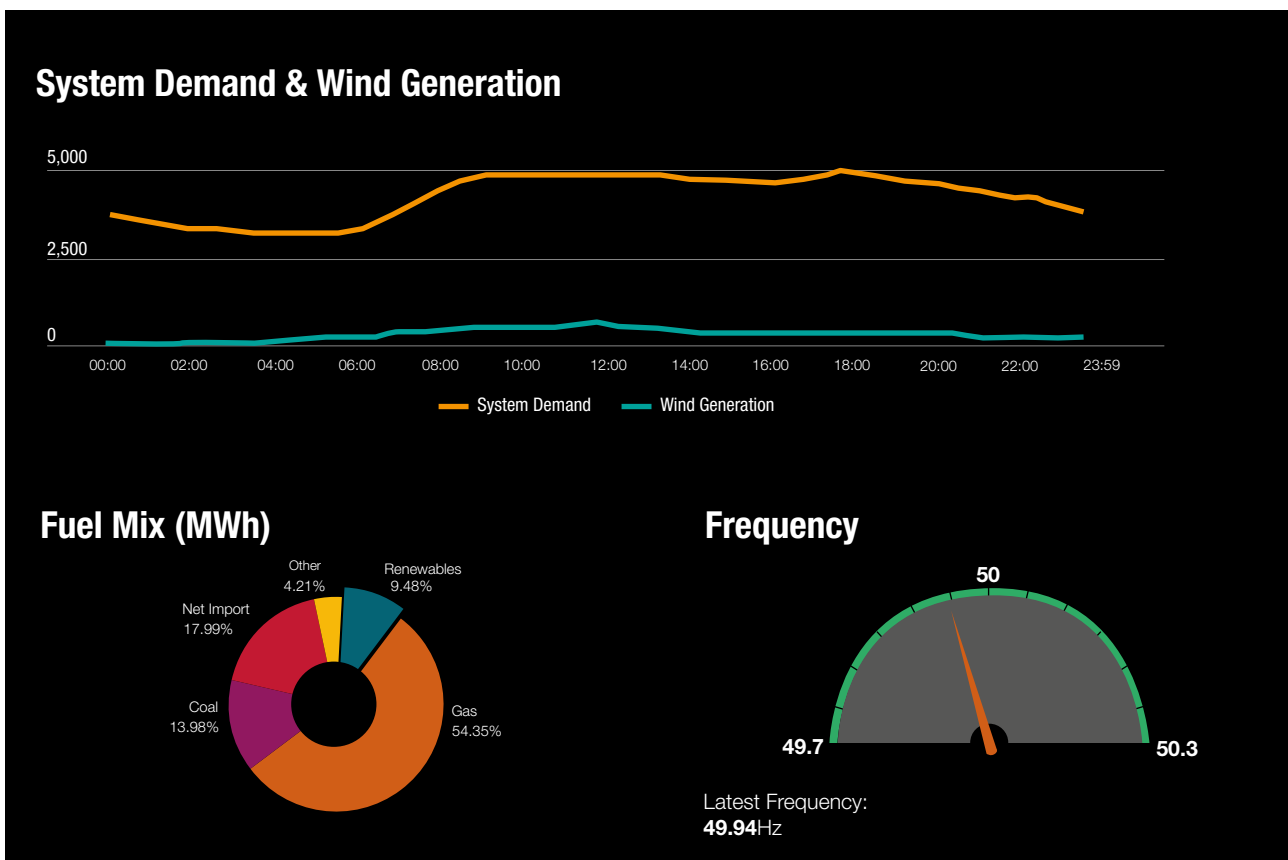 System Demand & Wind Generation
5,000
2,500
0
00:00 02:00 04:00 06:00 08:00 10:00 12:00 14:00 16:00 18:00 20:00 22:00 23:59
System Demand Wind Generation
Fuel Mix (MWh)
Other
4.21%
Renewables
9.48%
Net Import
17.99%
Coal
13.98%
Gas
54.35%
Frequency
50
49.7
50.3
Latest Frequency:
49.94Hz